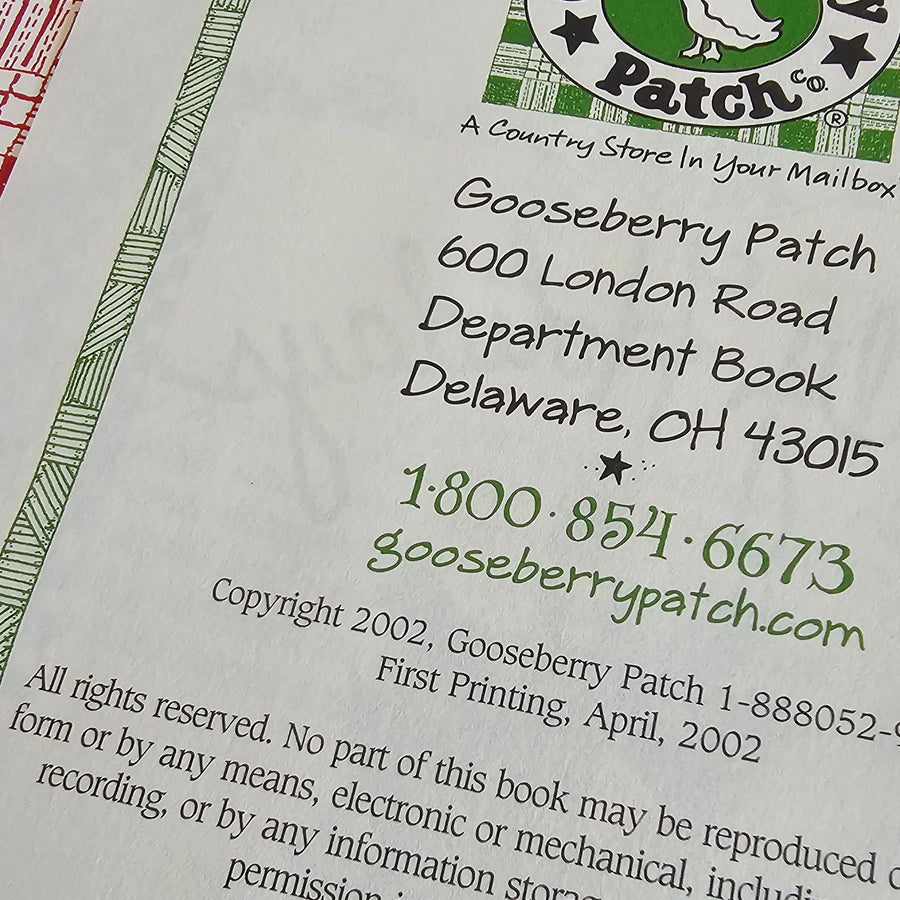 Patch Co.
®
A Country Store In Your Mailbox
Gooseberry Patch
600 London Road
Department Book
Delaware, OH 43015
1·800·854·6673
gooseberrypatch.com
Copyright 2002, Gooseberry Patch 1-888052-
First Printing, April, 2002
All rights reserved. No part of this book may be reproduced
form or by any means, electronic or mechanical,
recording, or by any information
permission